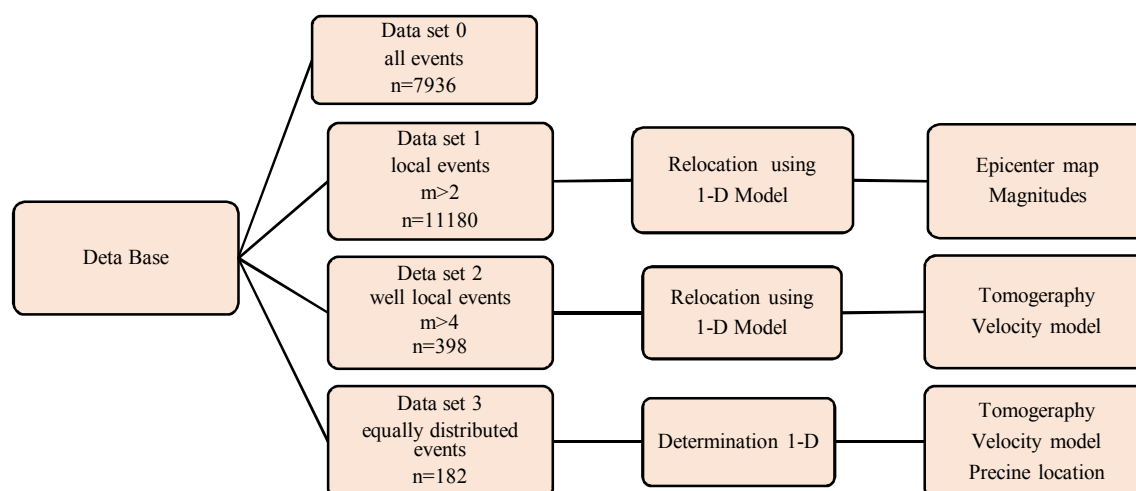 Data set 0
all events
n=7936
Data set 1
local events
m>2
n=11180
Relocation using
1-D Model
Epicenter map
Magnitudes
Deta Base
Deta set 2
well local events
m>4
n=398
Relocation using
1-D Model
Tomogeraphy
Velocity model
Data set 3
equally distributed
events
n=182
Determination 1-D
Tomogeraphy
Velocity model
Precine location